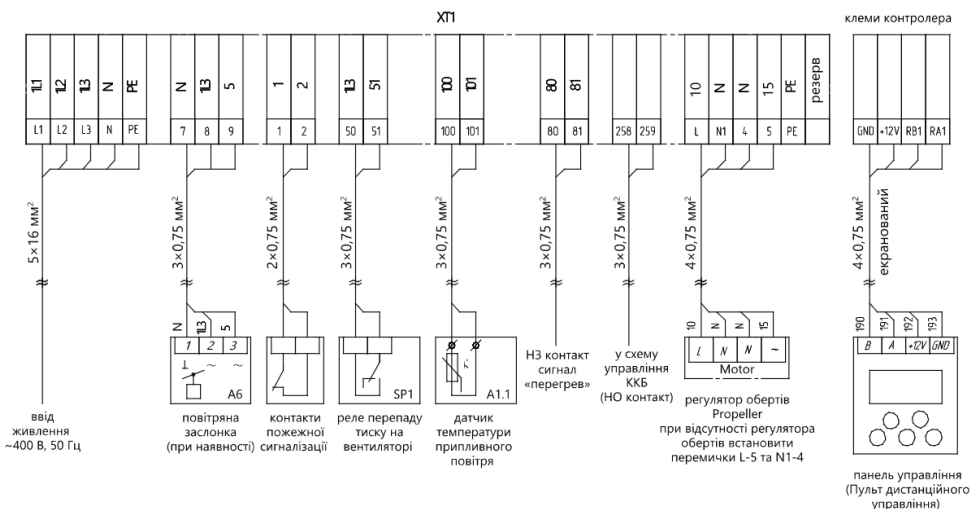 XT1
клеми контролера
1L1 1L2 1L3 N PE N 1L3 5 1 2 1L3 51 100 101 80 81 10 N N 15 PE резерв
L1 L2 L3 N PE 7 8 9 1 2 50 51 100 101 80 81 258 259 L N1 4 5 PE GND +12V RB1 RA1
5×16 мм²
3×0,75 мм²
2×0,75 мм²
3×0,75 мм²
3×0,75 мм²
3×0,75 мм²
3×0,75 мм²
4×0,75 мм²
4×0,75 мм²
екранований
N 1L3 5
10 N N 15
190 191 192 193
1 2 3
⊥ ~ ~
A6
SP1
t°
A1.1
L N N ~
Motor
B A +12V GND
ввід
живлення
~400 В, 50 Гц
повітряна
заслонка
(при наявності)
контакти
пожежної
сигналізації
реле перепаду
тиску на
вентиляторі
датчик
температури
припливного
повітря
НЗ контакт
сигнал
«перегрев»
у схему
управління
ККБ
(НО контакт)
регулятор обертів
Propeller
при відсутності регулятора
обертів встановити
перемички L-5 та N1-4
панель управління
(Пульт дистанційного
управління)